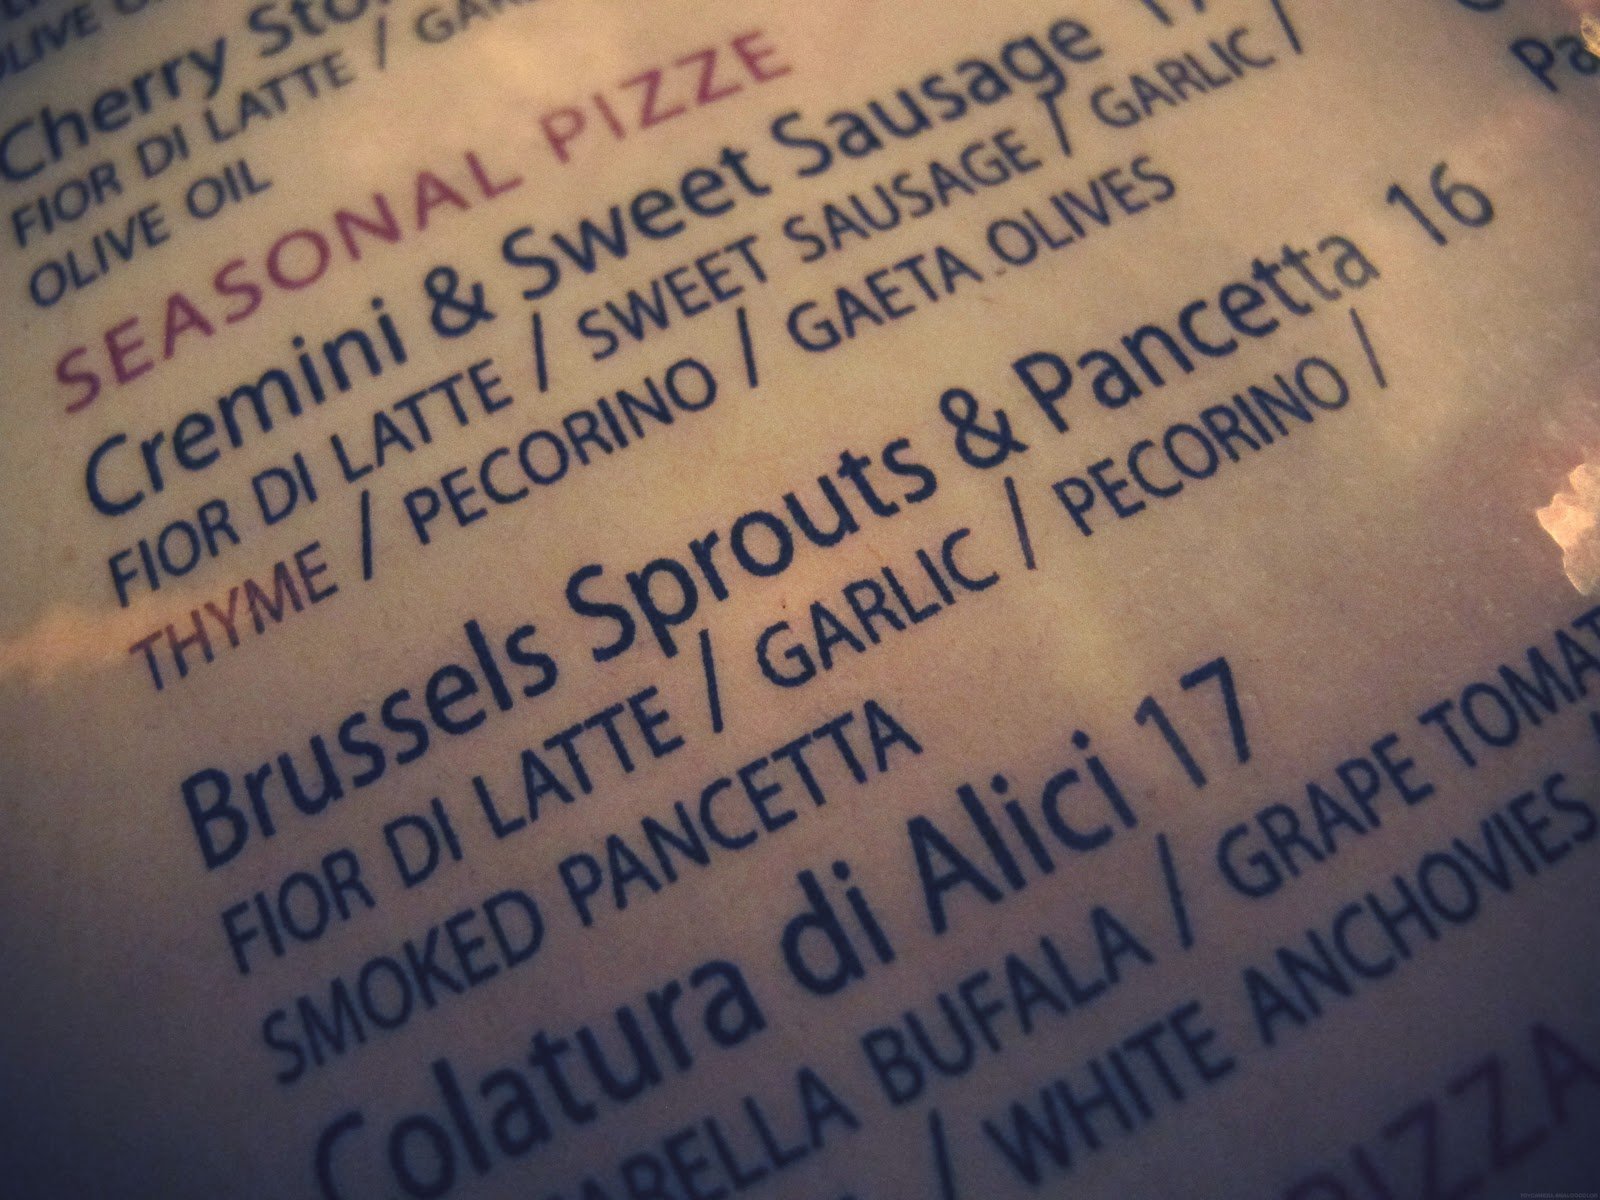 OLIVE
Cherry
FIOR DI LATTE /
OLIVE OIL
SEASONAL PIZZE
Cremini & Sweet Sausage
FIOR DI LATTE / SWEET SAUSAGE / GARLIC /
THYME / PECORINO / GAETA OLIVES
Brussels Sprouts & Pancetta 16
FIOR DI LATTE / GARLIC / PECORINO /
SMOKED PANCETTA
Colatura di Alici 17
BUFALA / GRAPE
/ WHITE ANCHOVIES